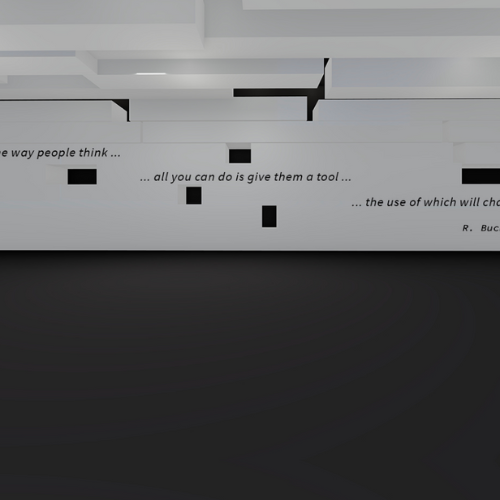 e way people think ...
... all you can do is give them a tool ...
... the use of which will cha
R. Buc